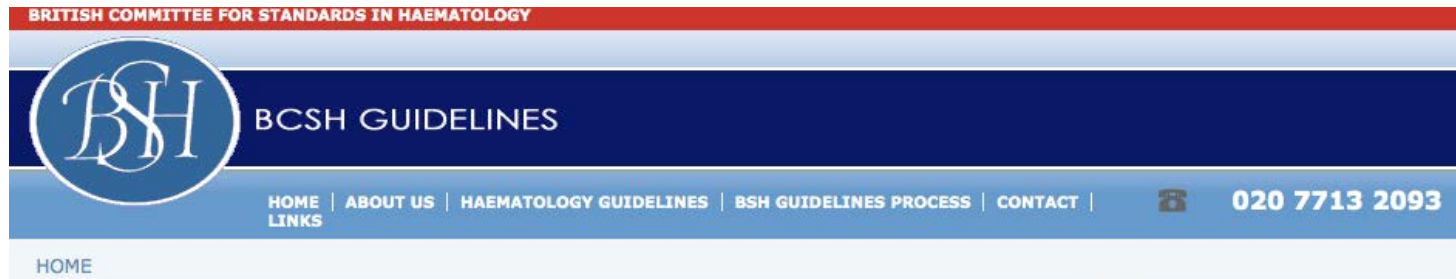 BRITISH COMMITTEE FOR STANDARDS IN HAEMATOLOGY
BSH
BCSH GUIDELINES
HOME | ABOUT US | HAEMATOLOGY GUIDELINES | BSH GUIDELINES PROCESS | CONTACT |
LINKS
020 7713 2093
HOME